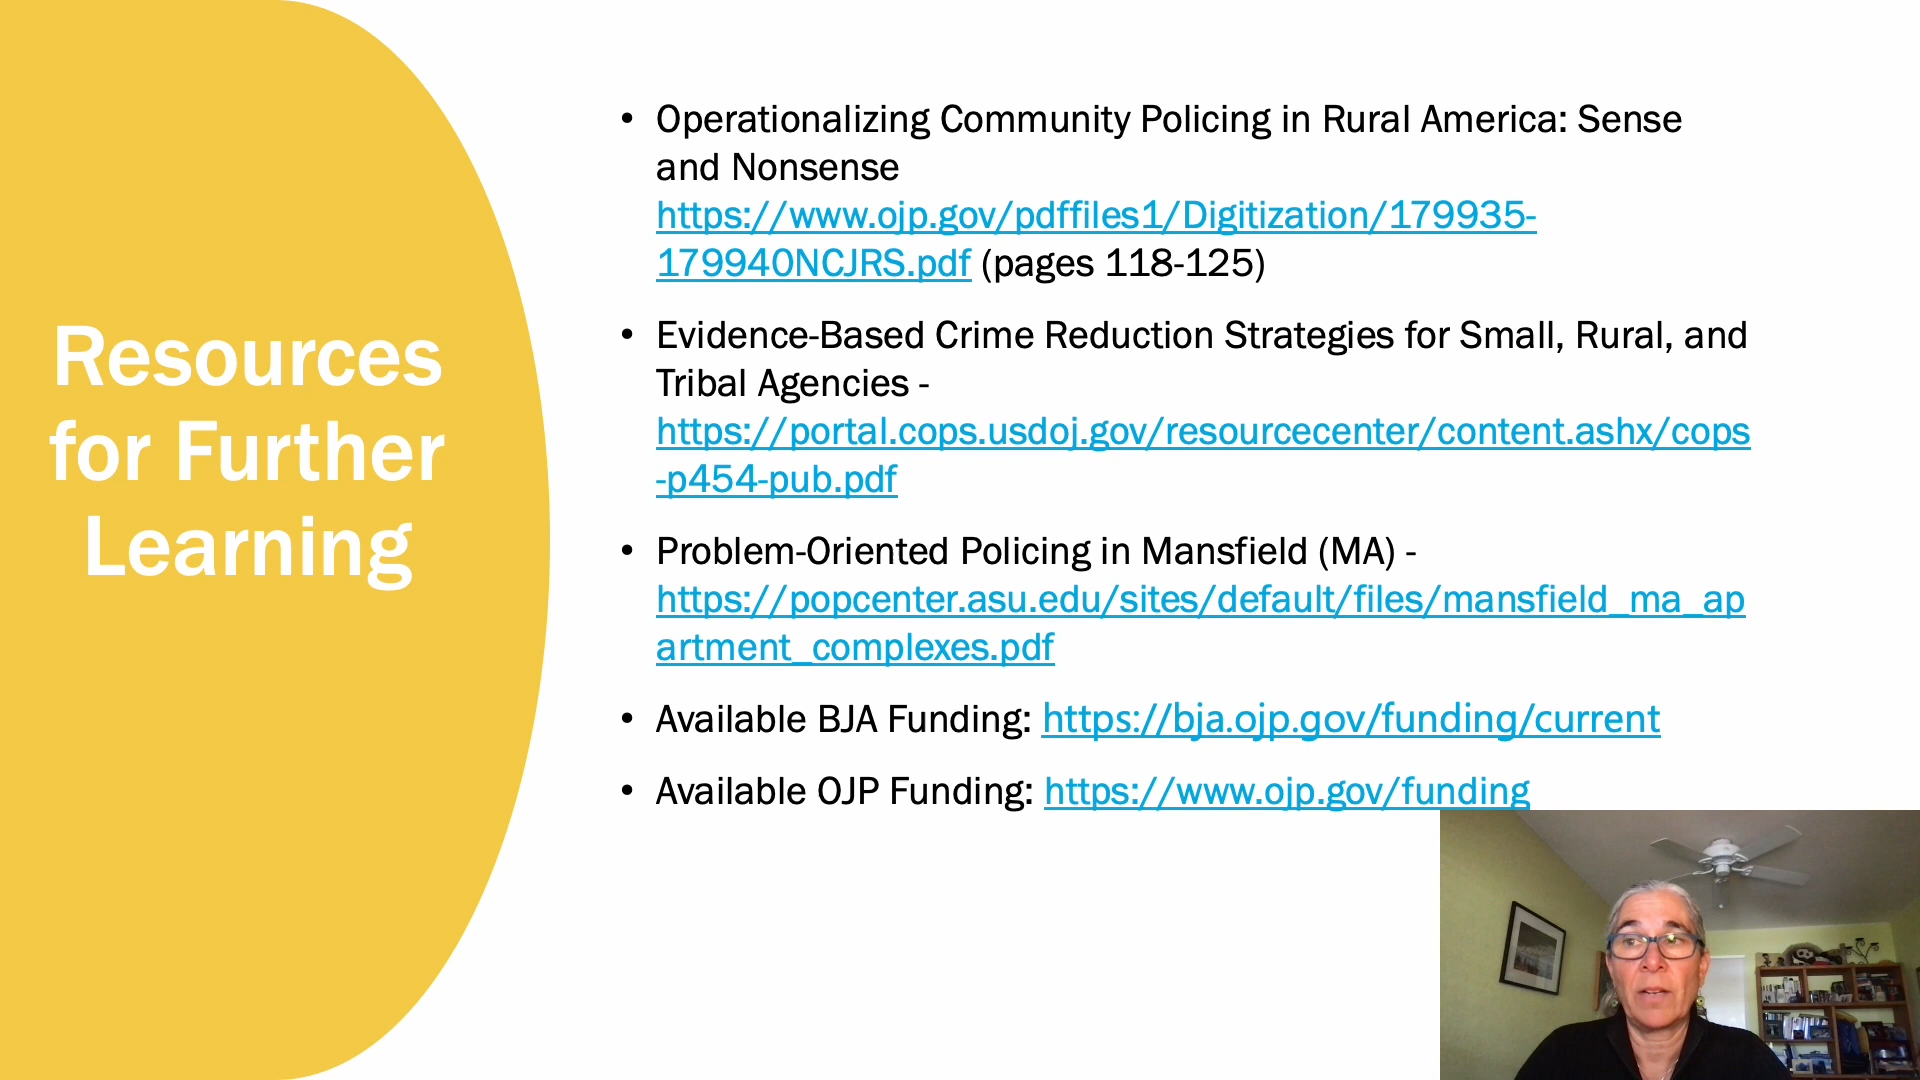 Resources
for Further
Learning
• Operationalizing Community Policing in Rural America: Sense
and Nonsense
https://www.ojp.gov/pdffiles1/Digitization/179935-
179940NCJRS.pdf (pages 118-125)
• Evidence-Based Crime Reduction Strategies for Small, Rural, and
Tribal Agencies -
https://portal.cops.usdoj.gov/resourcecenter/content.ashx/cops
-p454-pub.pdf
• Problem-Oriented Policing in Mansfield (MA) -
https://popcenter.asu.edu/sites/default/files/mansfield_ma_ap
artment_complexes.pdf
• Available BJA Funding: https://bja.ojp.gov/funding/current
• Available OJP Funding: https://www.ojp.gov/funding